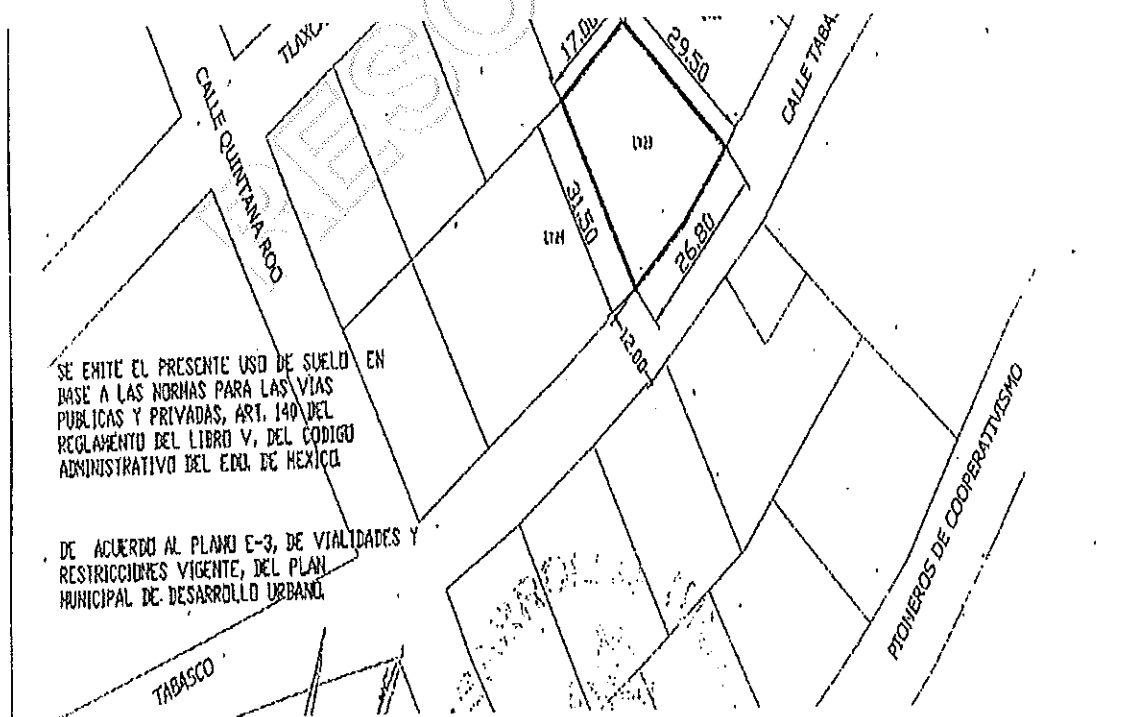 TLAXC
17.00
29.50
CALLE TABAS
CALLE QUINTANA ROO
RESO
31.50
26.80
12.00
SE EMITE EL PRESENTE USO DE SUELO EN
BASE A LAS NORMAS PARA LAS VIAS
PUBLICAS Y PRIVADAS, ART. 140 DEL
REGLAMENTO DEL LIBRO V, DEL CODIGO
ADMINISTRATIVO DEL EDO. DE MEXICO.
DE ACUERDO AL PLANO E-3, DE VIALIDADES Y
RESTRICCIONES VIGENTE, DEL PLAN
MUNICIPAL DE DESARROLLO URBANO.
PIONEROS DE COOPERATIVISMO
TABASCO